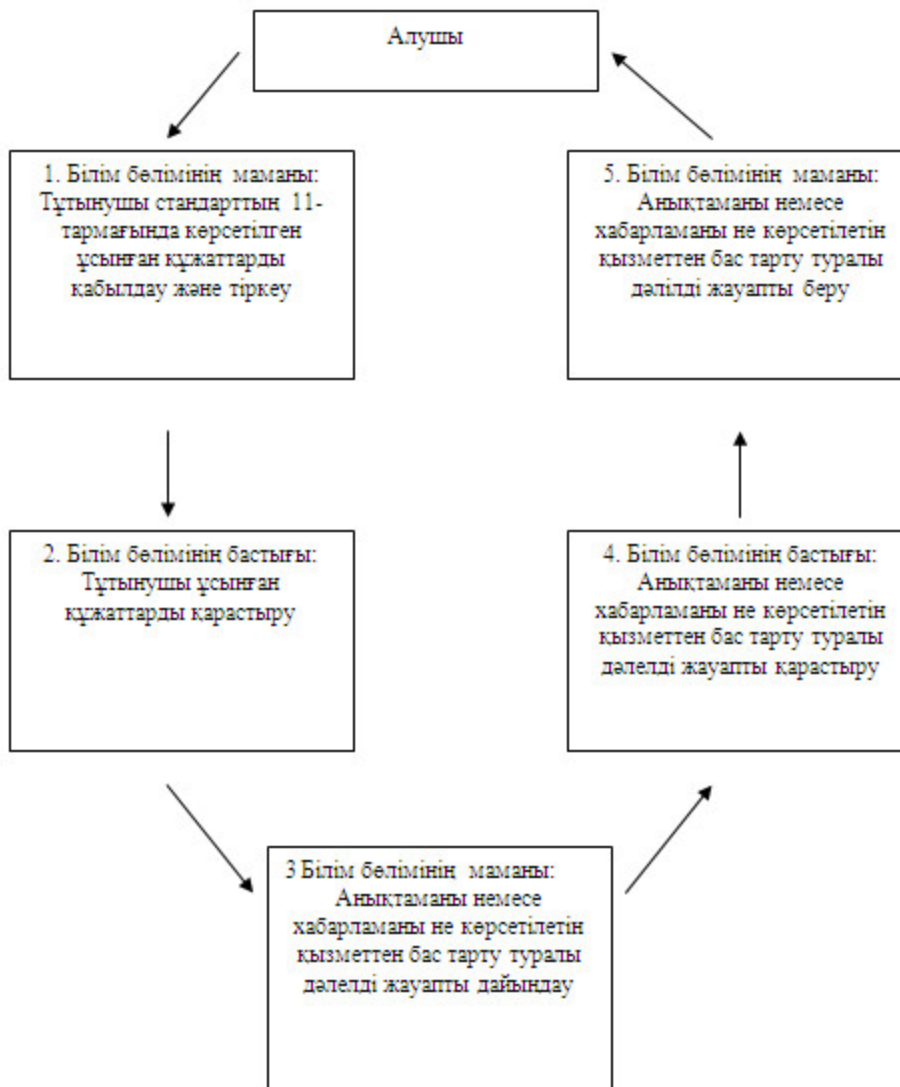 Алушы
1. Білім бөлімінің маманы:
Тұтынушы стандарттың 11-
тармағында көрсетілген
ұсынған құжаттарды
қабылдау және тіркеу
2. Білім бөлімінің бастығы:
Тұтынушы ұсынған
құжаттарды қарастыру
3 Білім бөлімінің маманы:
Анықтаманы немесе
хабарламаны не көрсетілетін
қызметтен бас тарту туралы
дәлелді жауапты дайындау
4. Білім бөлімінің бастығы:
Анықтаманы немесе
хабарламаны не көрсетілетін
қызметтен бас тарту туралы
дәлелді жауапты қарастыру
5. Білім бөлімінің маманы:
Анықтаманы немесе
хабарламаны не көрсетілетін
қызметтен бас тарту туралы
дәлілді жауапты беру